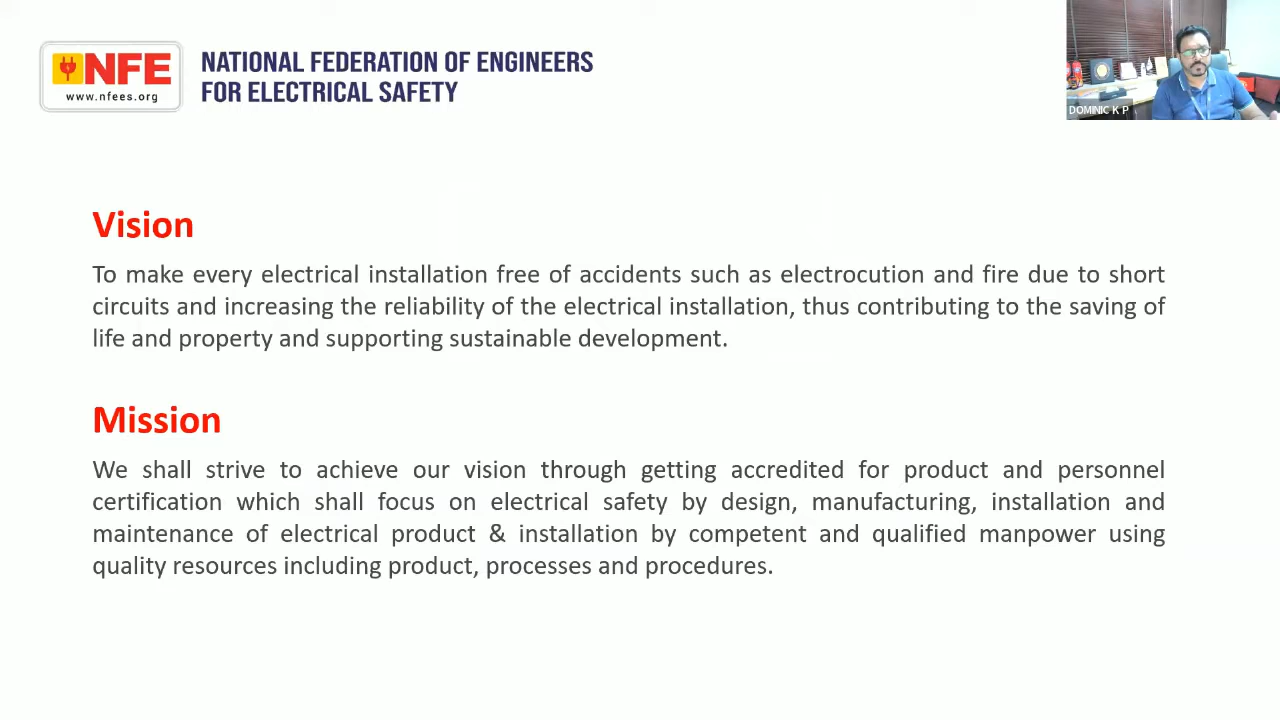 NFE
www.nfees.org
NATIONAL FEDERATION OF ENGINEERS
FOR ELECTRICAL SAFETY
DOMINIC K P
Vision
To make every electrical installation free of accidents such as electrocution and fire due to short
circuits and increasing the reliability of the electrical installation, thus contributing to the saving of
life and property and supporting sustainable development.
Mission
We shall strive to achieve our vision through getting accredited for product and personnel
certification which shall focus on electrical safety by design, manufacturing, installation and
maintenance of electrical product & installation by competent and qualified manpower using
quality resources including product, processes and procedures.